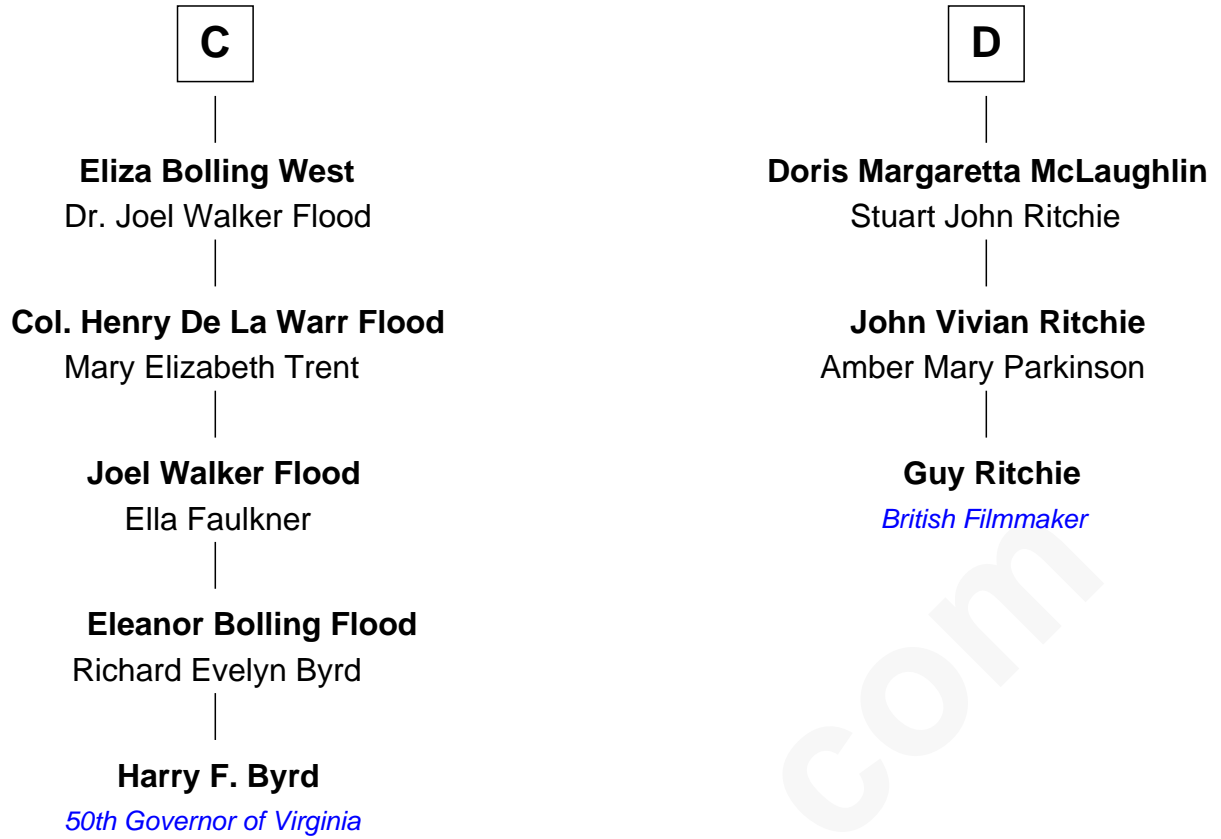 C
Eliza Bolling West
Dr. Joel Walker Flood
Col. Henry De La Warr Flood
Mary Elizabeth Trent
Joel Walker Flood
Ella Faulkner
Eleanor Bolling Flood
Richard Evelyn Byrd
Harry F. Byrd
50th Governor of Virginia
D
Doris Margaretta McLaughlin
Stuart John Ritchie
John Vivian Ritchie
Amber Mary Parkinson
Guy Ritchie
British Filmmaker
com